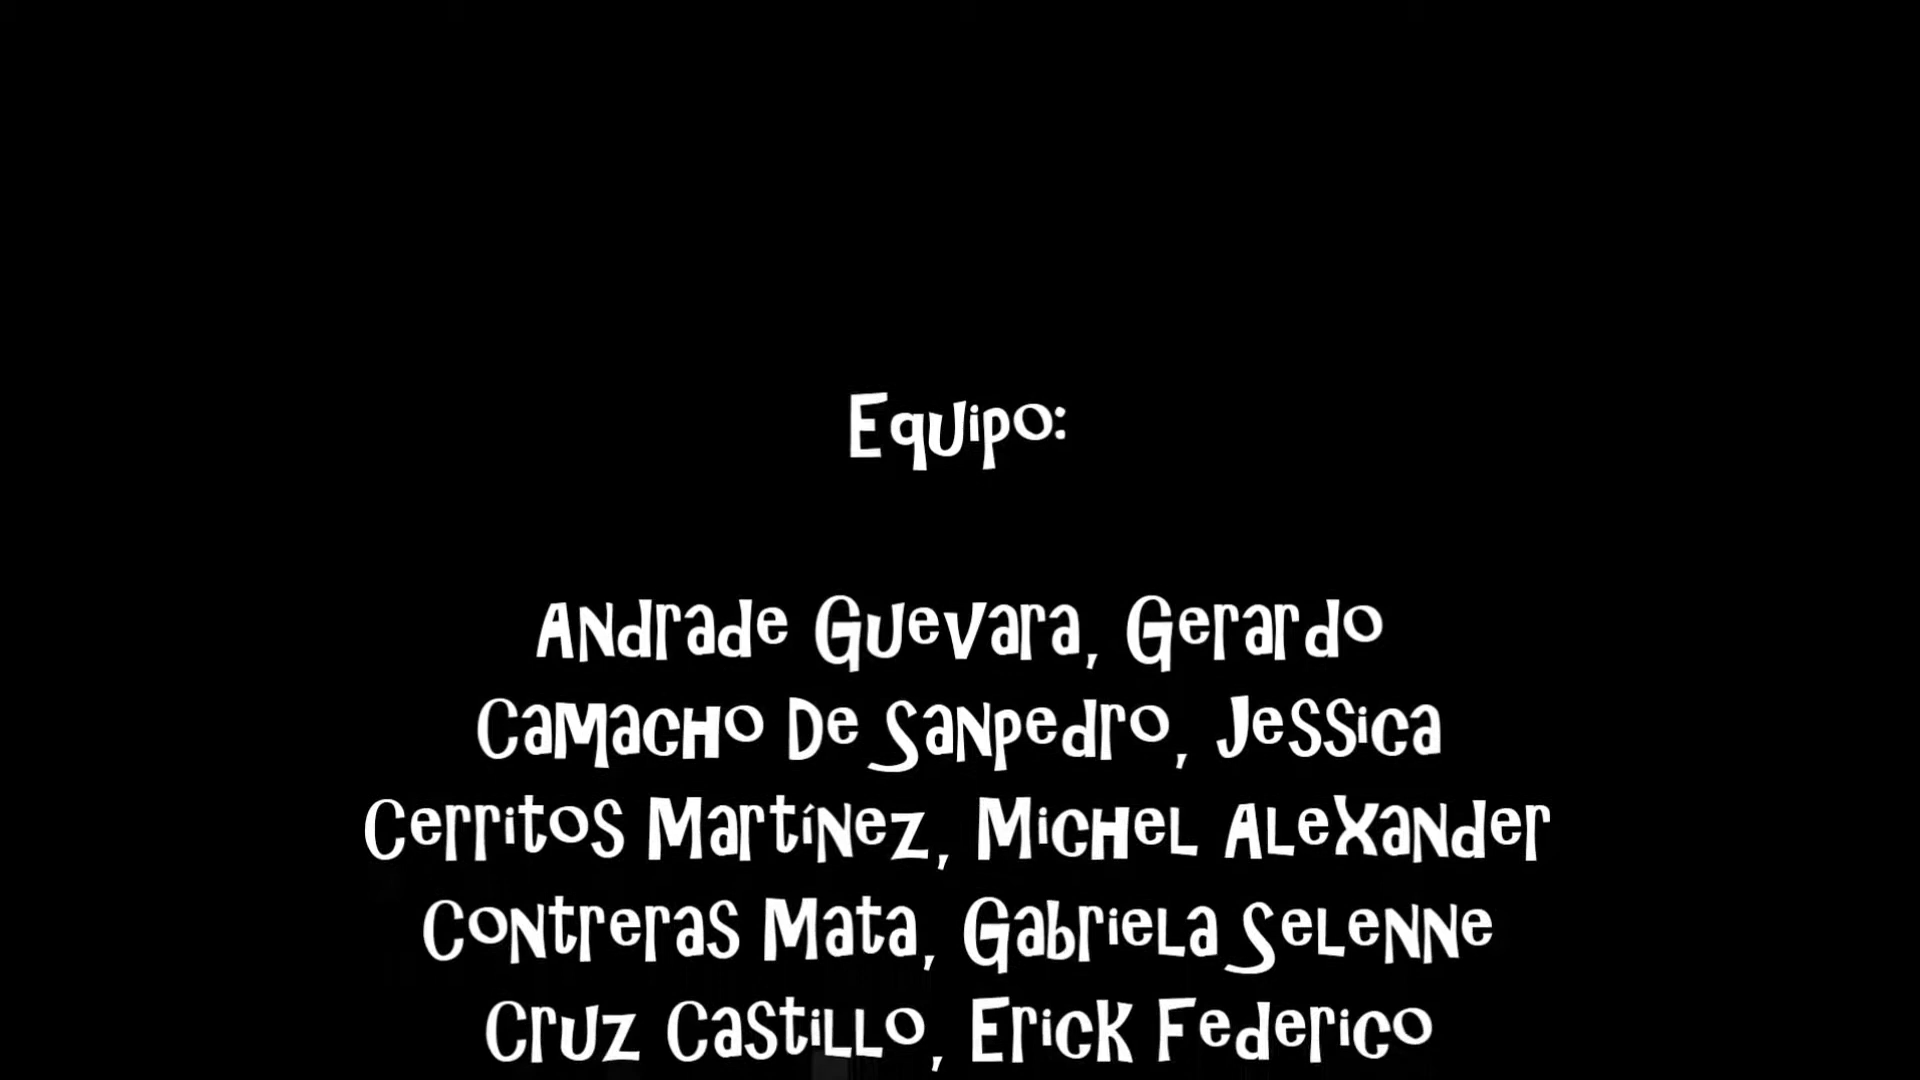 Equipo:
Andrade Guevara, Gerardo
Camacho De Sanpedro, Jessica
Cerritos Martínez, Michel Alexander
Contreras Mata, Gabriela Selenne
Cruz Castillo, Erick Federico